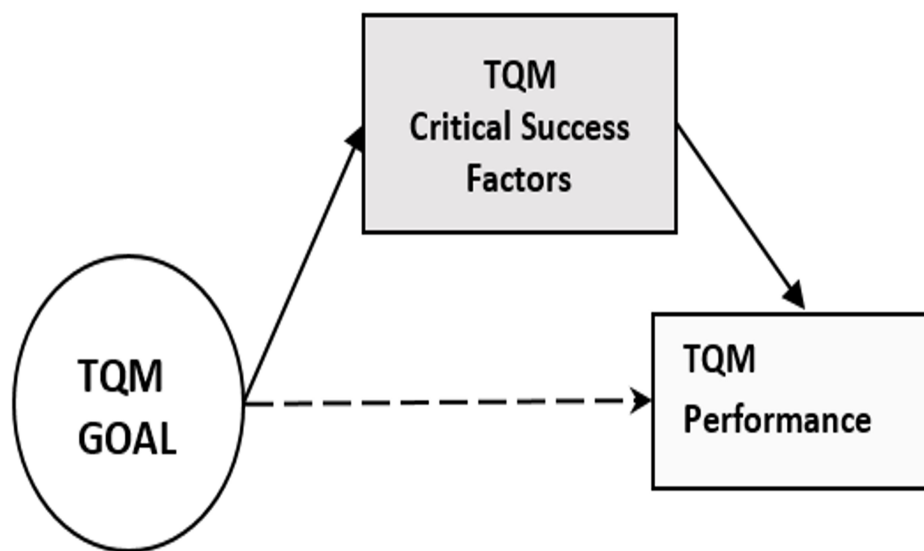 TQM
Critical Success
Factors
TQM
GOAL
TQM
Performance